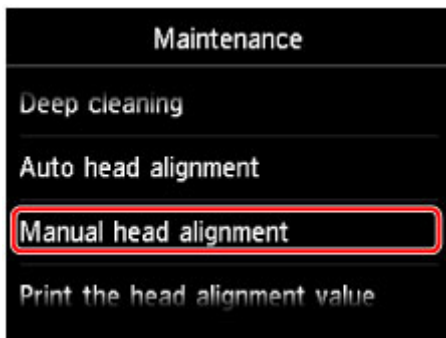 Maintenance
Deep cleaning
Auto head alignment
Manual head alignment
Print the head alignment value